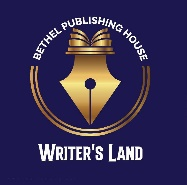 BETHEL PUBLISHING HOUSE
WRITER'S LAND